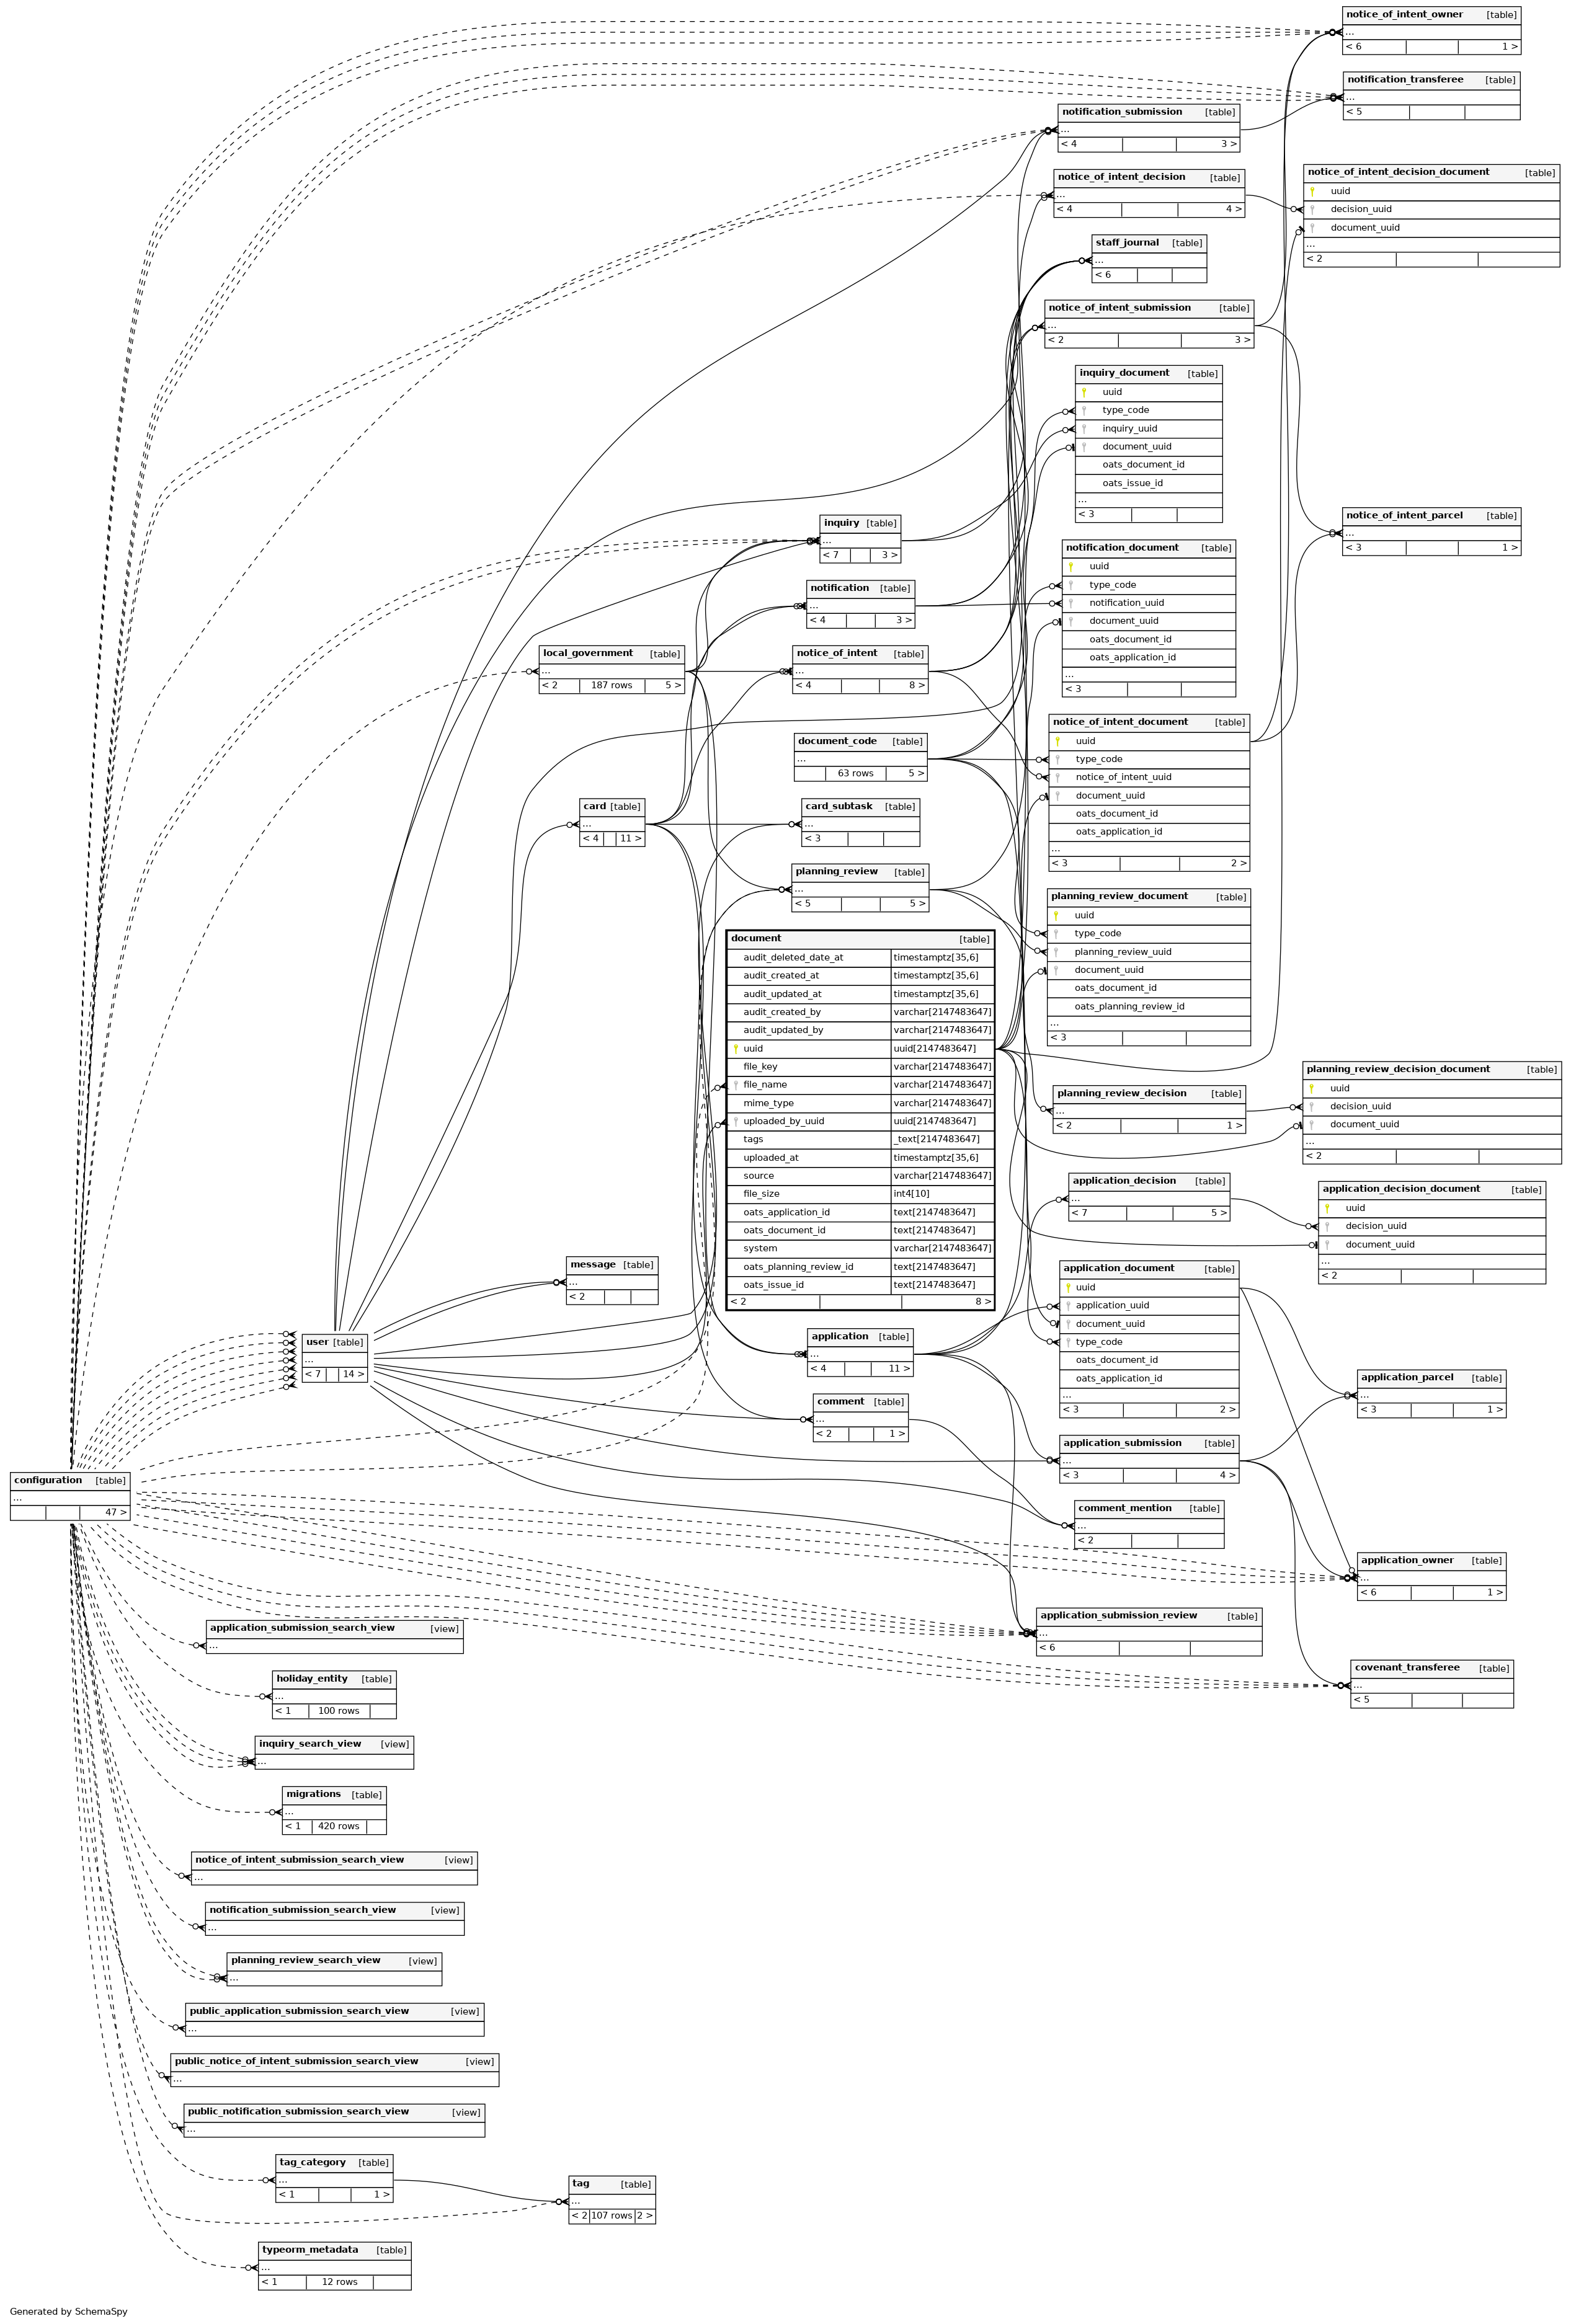 notice_of_intent_owner [table]
...
< 6 1 >
notification_transferee [table]
...
< 5
notification_submission [table]
...
< 4 3 >
notice_of_intent_decision [table]
...
< 4 4 >
notice_of_intent_decision_document [table]
uuid
decision_uuid
document_uuid
...
< 2
staff_journal [table]
...
< 6
notice_of_intent_submission [table]
...
< 2 3 >
inquiry_document [table]
uuid
type_code
inquiry_uuid
document_uuid
oats_document_id
oats_issue_id
...
< 3
notice_of_intent_parcel [table]
...
< 3 1 >
inquiry [table]
...
< 7 3 >
notification_document [table]
uuid
type_code
notification_uuid
document_uuid
oats_document_id
oats_application_id
...
< 3
notification [table]
...
< 4 3 >
local_government [table]
...
< 2 187 rows 5 >
notice_of_intent [table]
...
< 4 8 >
notice_of_intent_document [table]
uuid
type_code
notice_of_intent_uuid
document_uuid
oats_document_id
oats_application_id
...
< 3 2 >
document_code [table]
...
63 rows 5 >
card [table]
...
< 4 11 >
card_subtask [table]
...
< 3
planning_review [table]
...
< 5 5 >
planning_review_document [table]
uuid
type_code
planning_review_uuid
document_uuid
oats_document_id
oats_planning_review_id
...
< 3
document [table]
audit_deleted_date_at timestamptz[35,6]
audit_created_at timestamptz[35,6]
audit_updated_at timestamptz[35,6]
audit_created_by varchar[2147483647]
audit_updated_by varchar[2147483647]
uuid uuid[2147483647]
file_key varchar[2147483647]
file_name varchar[2147483647]
mime_type varchar[2147483647]
uploaded_by_uuid uuid[2147483647]
tags _text[2147483647]
uploaded_at timestamptz[35,6]
source varchar[2147483647]
file_size int4[10]
oats_application_id text[2147483647]
oats_document_id text[2147483647]
system varchar[2147483647]
oats_planning_review_id text[2147483647]
oats_issue_id text[2147483647]
< 2 8 >
planning_review_decision [table]
...
< 2 1 >
planning_review_decision_document [table]
uuid
decision_uuid
document_uuid
...
< 2
application_decision [table]
...
< 7 5 >
application_decision_document [table]
uuid
decision_uuid
document_uuid
...
< 2
message [table]
...
< 2
application_document [table]
uuid
application_uuid
document_uuid
type_code
oats_document_id
oats_application_id
...
< 3 2 >
user [table]
...
< 7 14 >
application [table]
...
< 4 11 >
application_parcel [table]
...
< 3 1 >
comment [table]
...
< 2 1 >
application_submission [table]
...
< 3 4 >
configuration [table]
...
47 >
comment_mention [table]
...
< 2
application_owner [table]
...
< 6 1 >
application_submission_review [table]
...
< 6
application_submission_search_view [view]
...
covenant_transferee [table]
...
< 5
holiday_entity [table]
...
< 1 100 rows
inquiry_search_view [view]
...
migrations [table]
...
< 1 420 rows
notice_of_intent_submission_search_view [view]
...
notification_submission_search_view [view]
...
planning_review_search_view [view]
...
public_application_submission_search_view [view]
...
public_notice_of_intent_submission_search_view [view]
...
public_notification_submission_search_view [view]
...
tag_category [table]
...
< 1 1 >
tag [table]
...
< 2 107 rows 2 >
typeorm_metadata [table]
...
< 1 12 rows
Generated by SchemaSpy